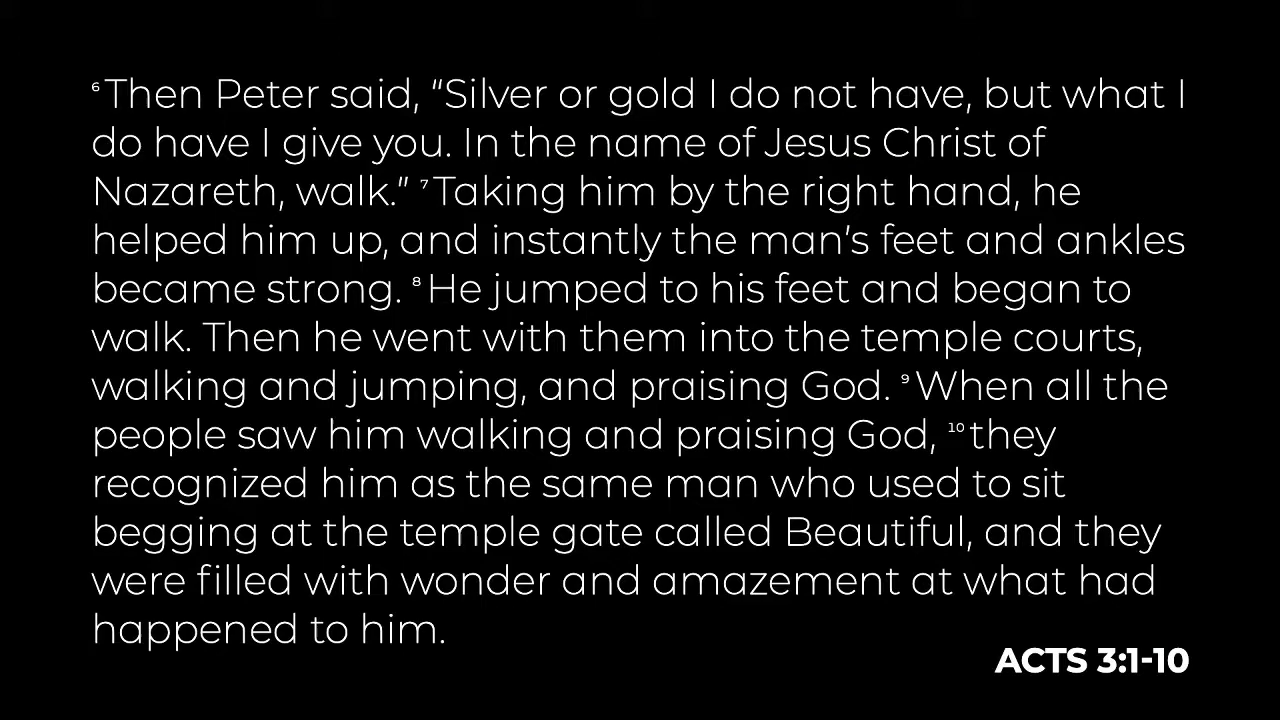 ⁶Then Peter said, “Silver or gold I do not have, but what I
do have I give you. In the name of Jesus Christ of
Nazareth, walk.” ⁷Taking him by the right hand, he
helped him up, and instantly the man’s feet and ankles
became strong. ⁸He jumped to his feet and began to
walk. Then he went with them into the temple courts,
walking and jumping, and praising God. ⁹When all the
people saw him walking and praising God, ¹⁰they
recognized him as the same man who used to sit
begging at the temple gate called Beautiful, and they
were filled with wonder and amazement at what had
happened to him.
ACTS 3:1-10